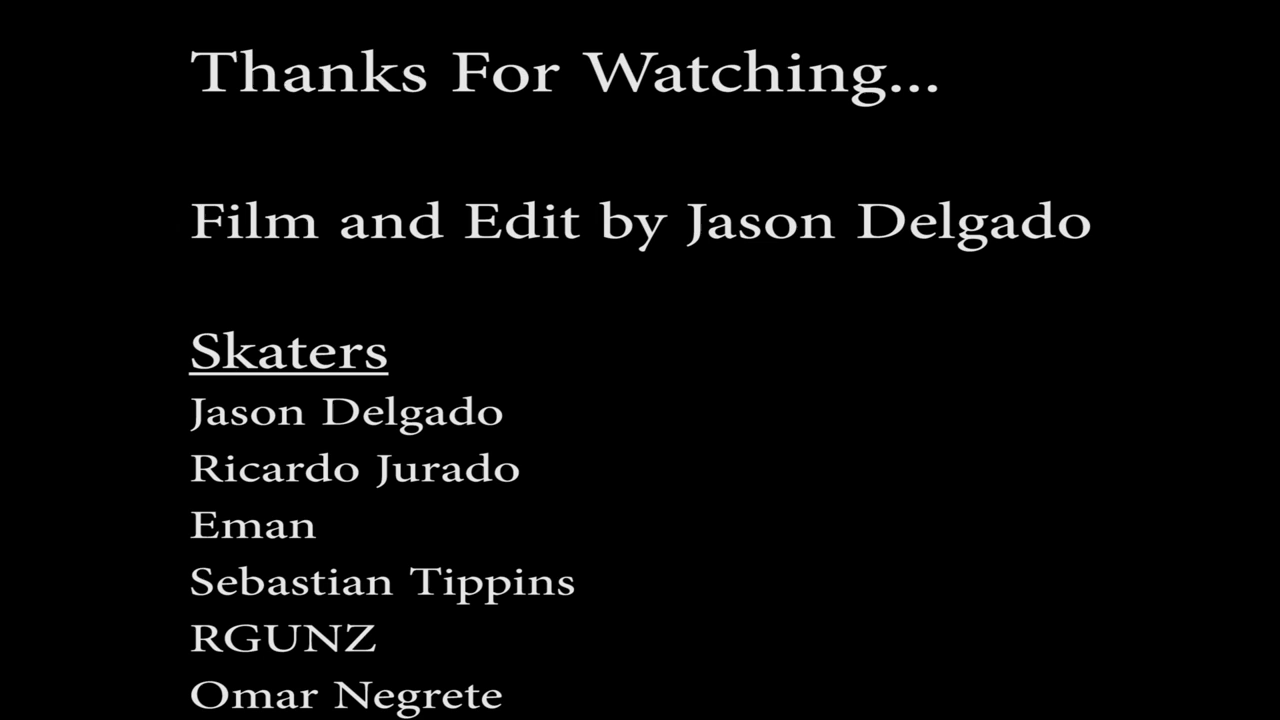 Thanks For Watching...
Film and Edit by Jason Delgado
Skaters
Jason Delgado
Ricardo Jurado
Eman
Sebastian Tippins
RGUNZ
Omar Negrete